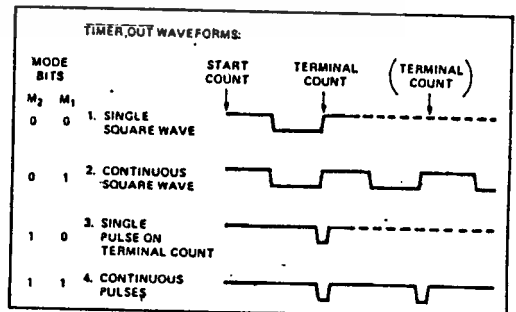 TIMER OUT WAVEFORMS:
MODE BITS
START COUNT
TERMINAL COUNT
(TERMINAL COUNT)
M2 M1
0 0 1. SINGLE SQUARE WAVE
0 1 2. CONTINUOUS SQUARE WAVE
1 0 3. SINGLE PULSE ON TERMINAL COUNT
1 1 4. CONTINUOUS PULSES